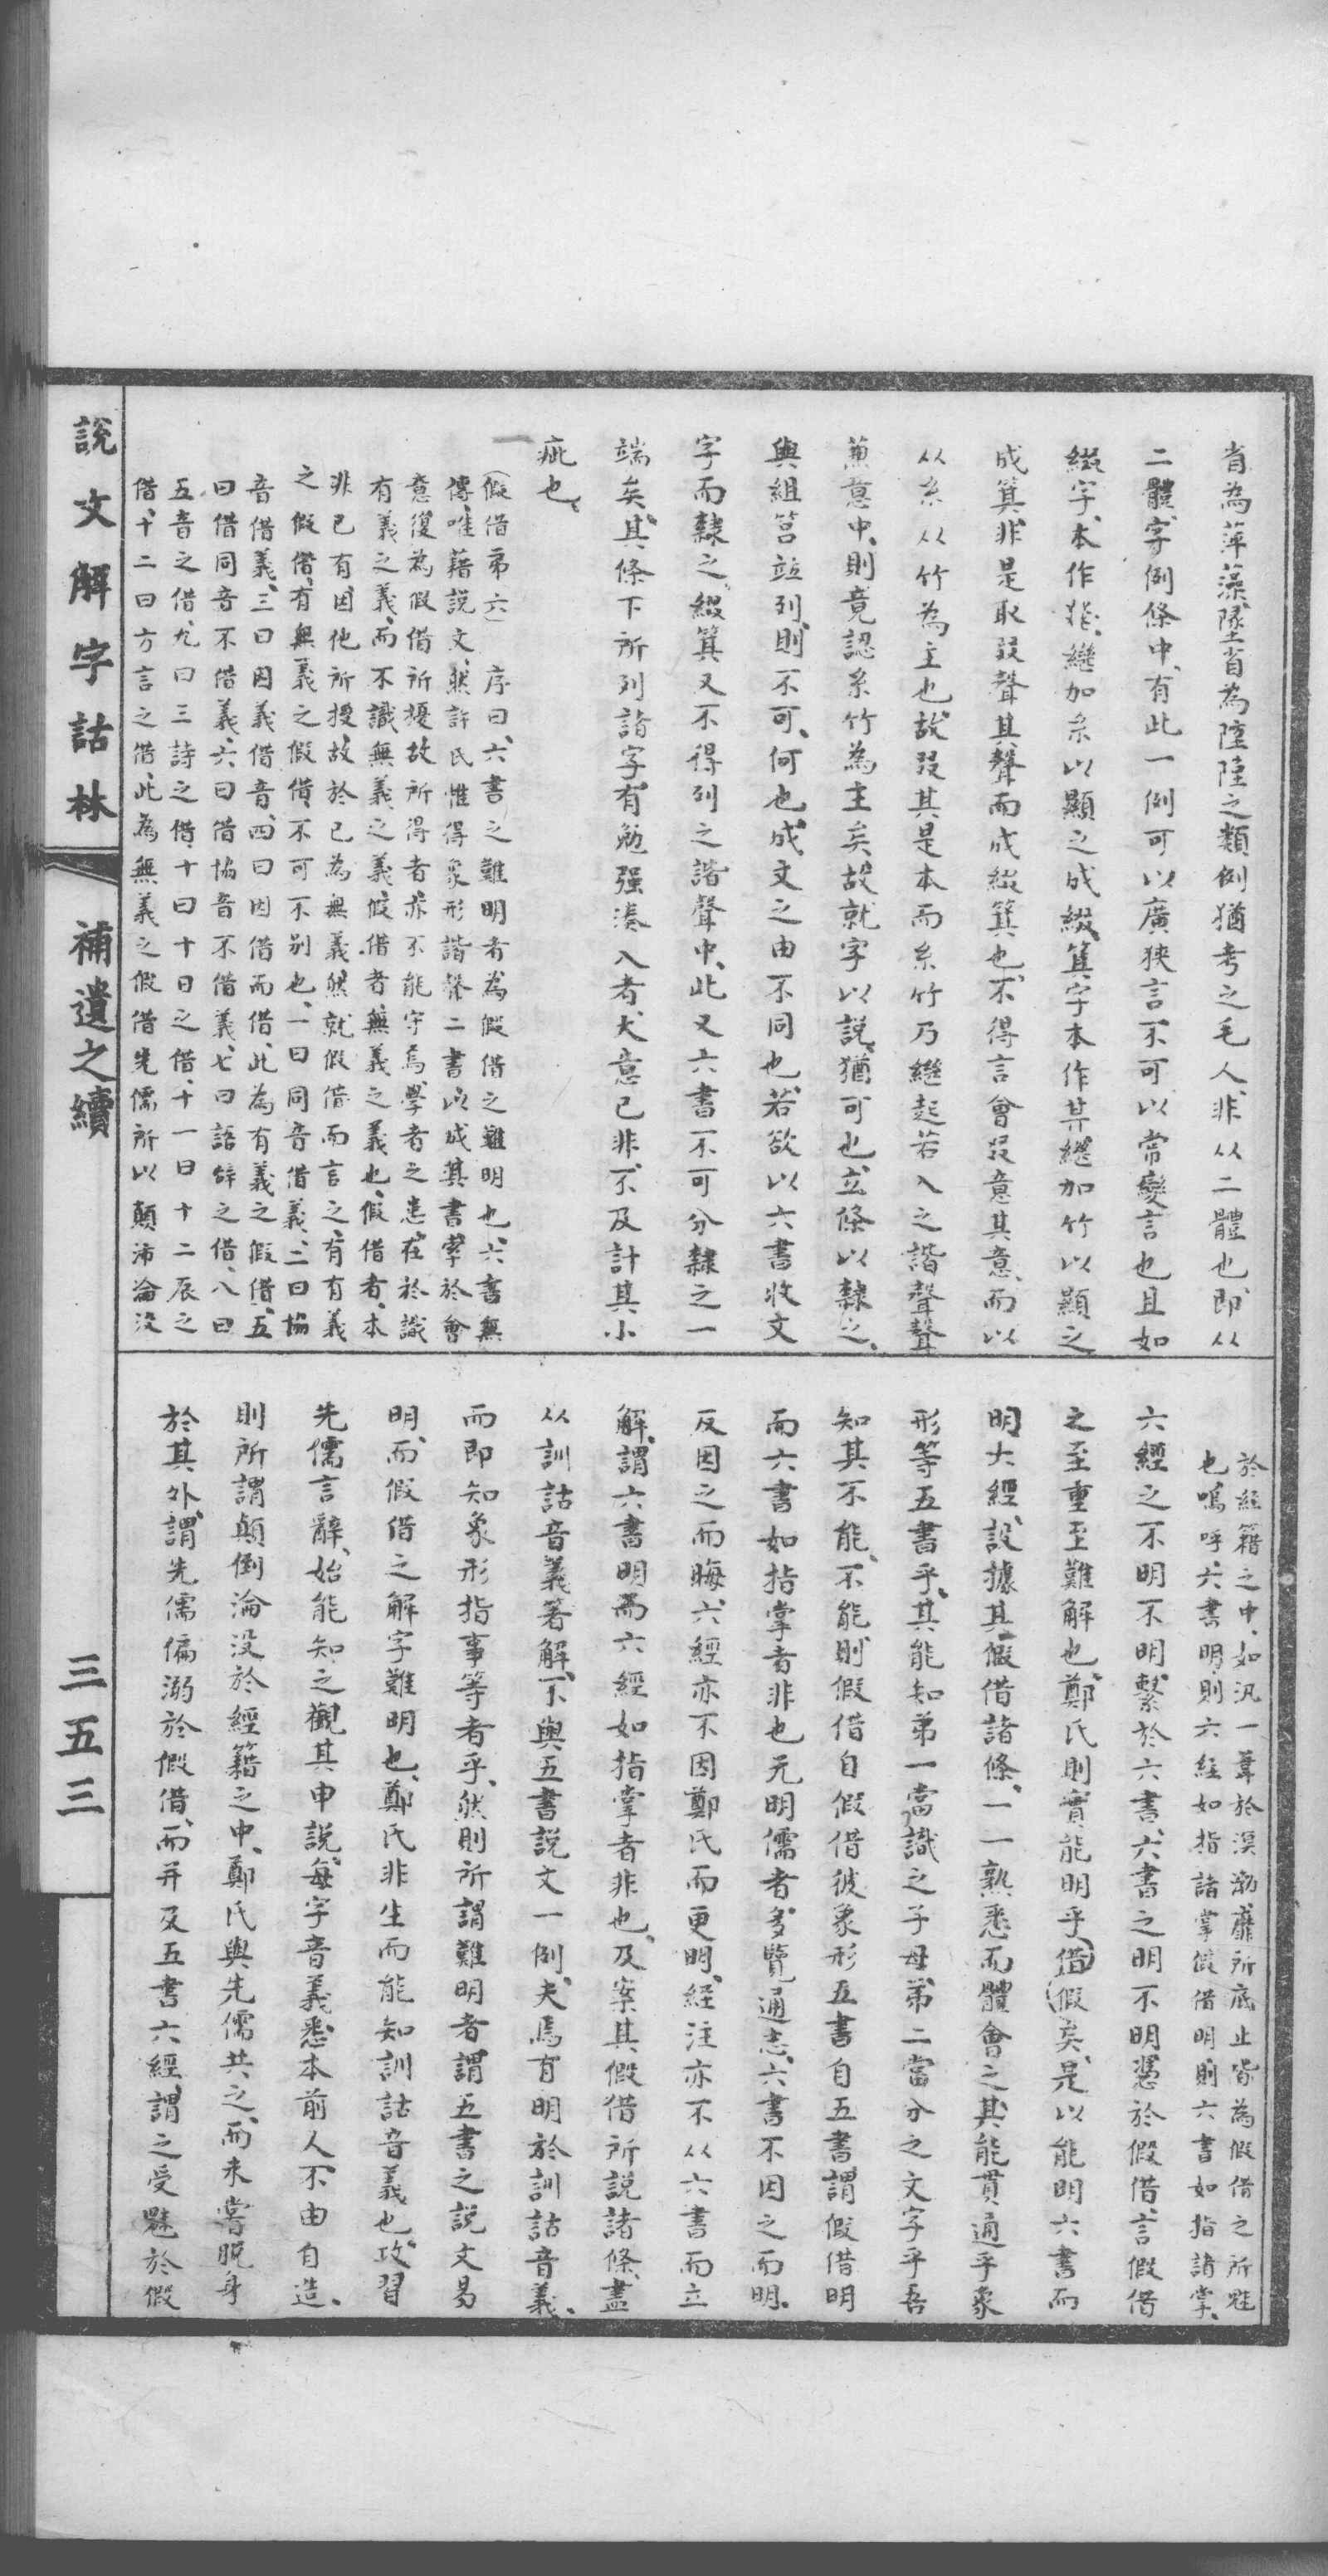 省為萍藻、墜省為陸陸之類、例猶考之毛人、非从二體也、即从
二體字例條中、有此一例、可以廣狹言、不可以常變言也、且如
綴字、本作叕、繼加糸以顯之成綴、箕字本作其、繼加竹以顯之
成箕、非是取叕聲其聲而成綴箕也、不得言會叕意其意、而以
从糸从竹為主也、故叕其是本、而糸竹乃繼起、若入之諧聲聲
兼意中、則竟認糸竹為主矣、故就字以說、猶可也、立條以隸之、
與組筥竝列、則不可、何也、成文之由不同也、若欲以六書收文
字而隸之、綴箕又不得列之諧聲中、此又六書不可分隸之一
端矣、其條下所列諸字、有勉强湊入者、大意已非、不及計其小
疵也、
一（假借弟六）　序曰、六書之難明者、為假借之難明也、六書無
傳、唯藉說文、然許氏惟得象形諧聲二書以成其書、牽於會
意、復為假借所擾、故所得者、亦不能守焉、學者之患、在於識
有義之義、而不識無義之義、假借者、無義之義也、假借者、本
非已有、因他所授、故於已為無義、然就假借而言之、有有義
之假借、有無義之假借、不可不別也、一曰同音借義、二曰協
音借義、三曰因義借音、四曰因借而借、此為有義之假借、五
曰借同音不借義、六曰借協音不借義、七曰語辭之借、八曰
五音之借、九曰三詩之借、十曰十日之借、十一曰十二辰之
借、十二曰方言之借、此為無義之假借、先儒所以顛沛淪沒
於經籍之中、如汎一葦於溟渤、靡所底止、皆為假借之所魅
也、嗚呼、六書明、則六經如指諸掌、假借明、則六書如指諸掌、
六經之不明不明、繫於六書、六書之明不明、憑於假借、言假借
之至重至難解也、鄭氏則實能明乎（借假）矣、是以能明六書而
明大經、設據其假借諸條、一一熟悉而體會之、其能貫通乎象
形等五書乎、其能知弟一當識之子母、弟二當分之文字乎、吾
知其不能、不能、則假借自假借、彼象形五書自五書、謂假借明
而六書如指掌者非也、元明儒者、多覽通志、六書不因之而明、
反因之而晦、六經亦不因鄭氏而更明、經注亦不从六書而立
解、謂六書明而六經如指掌者非也、及案其假借所說諸條、盡
从訓詁音義著解、不與五書說文一例、夫焉有明於訓詁音義、
而即知象形指事等者乎、然則所謂難明者、謂五書之說文易
明、而假借之解字難明也、鄭氏非生而能知訓詁音義也、攻習
先儒言辭、始能知之、觀其申說、每字音義、悉本前人、不由自造、
則所謂顛倒淪沒於經籍之中、鄭氏與先儒共之、而未嘗脫身
於其外、謂先儒偏溺於假借、而并及五書六經、謂之受魅於假
說文解字詁林　補遺之續　三五三